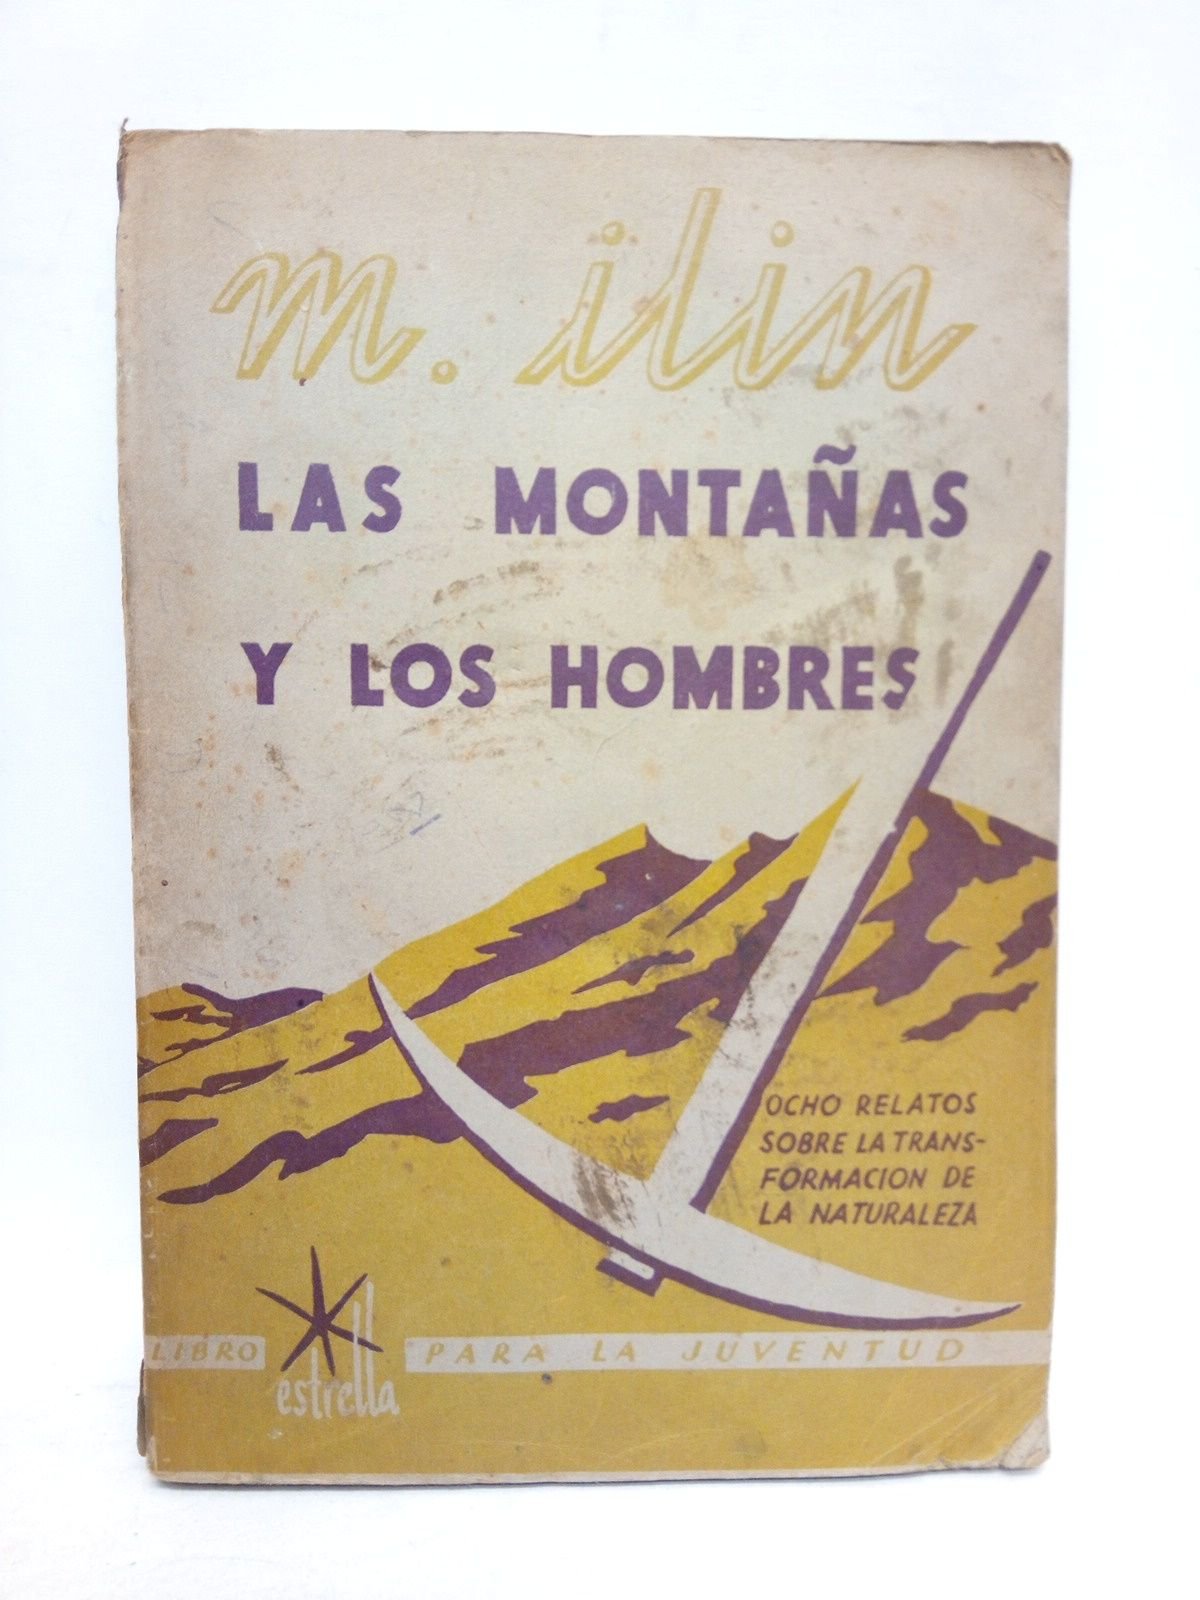 m. ilin
LAS MONTAÑAS
Y LOS HOMBRES
OCHO RELATOS
SOBRE LA TRANS-
FORMACION DE
LA NATURALEZA
LIBRO estrella PARA LA JUVENTUD